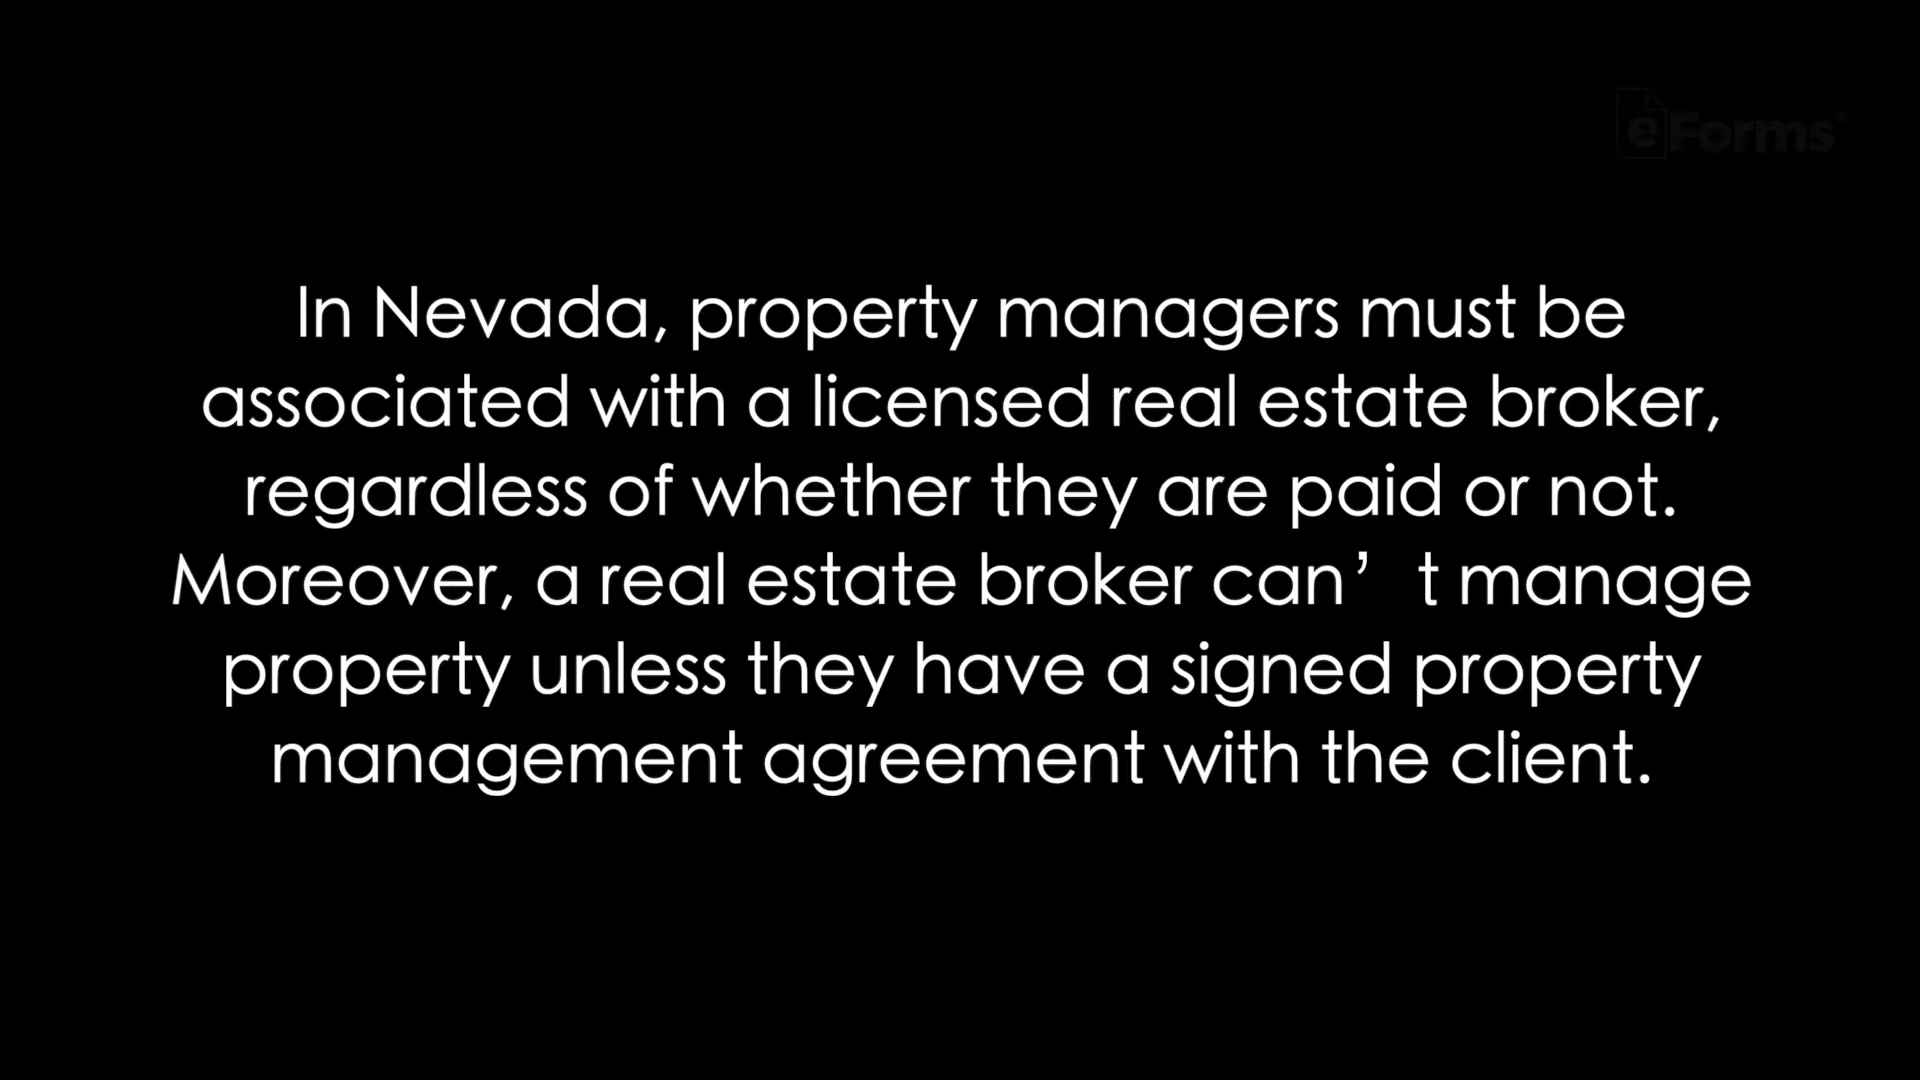 eForms
In Nevada, property managers must be
associated with a licensed real estate broker,
regardless of whether they are paid or not.
Moreover, a real estate broker can’ t manage
property unless they have a signed property
management agreement with the client.